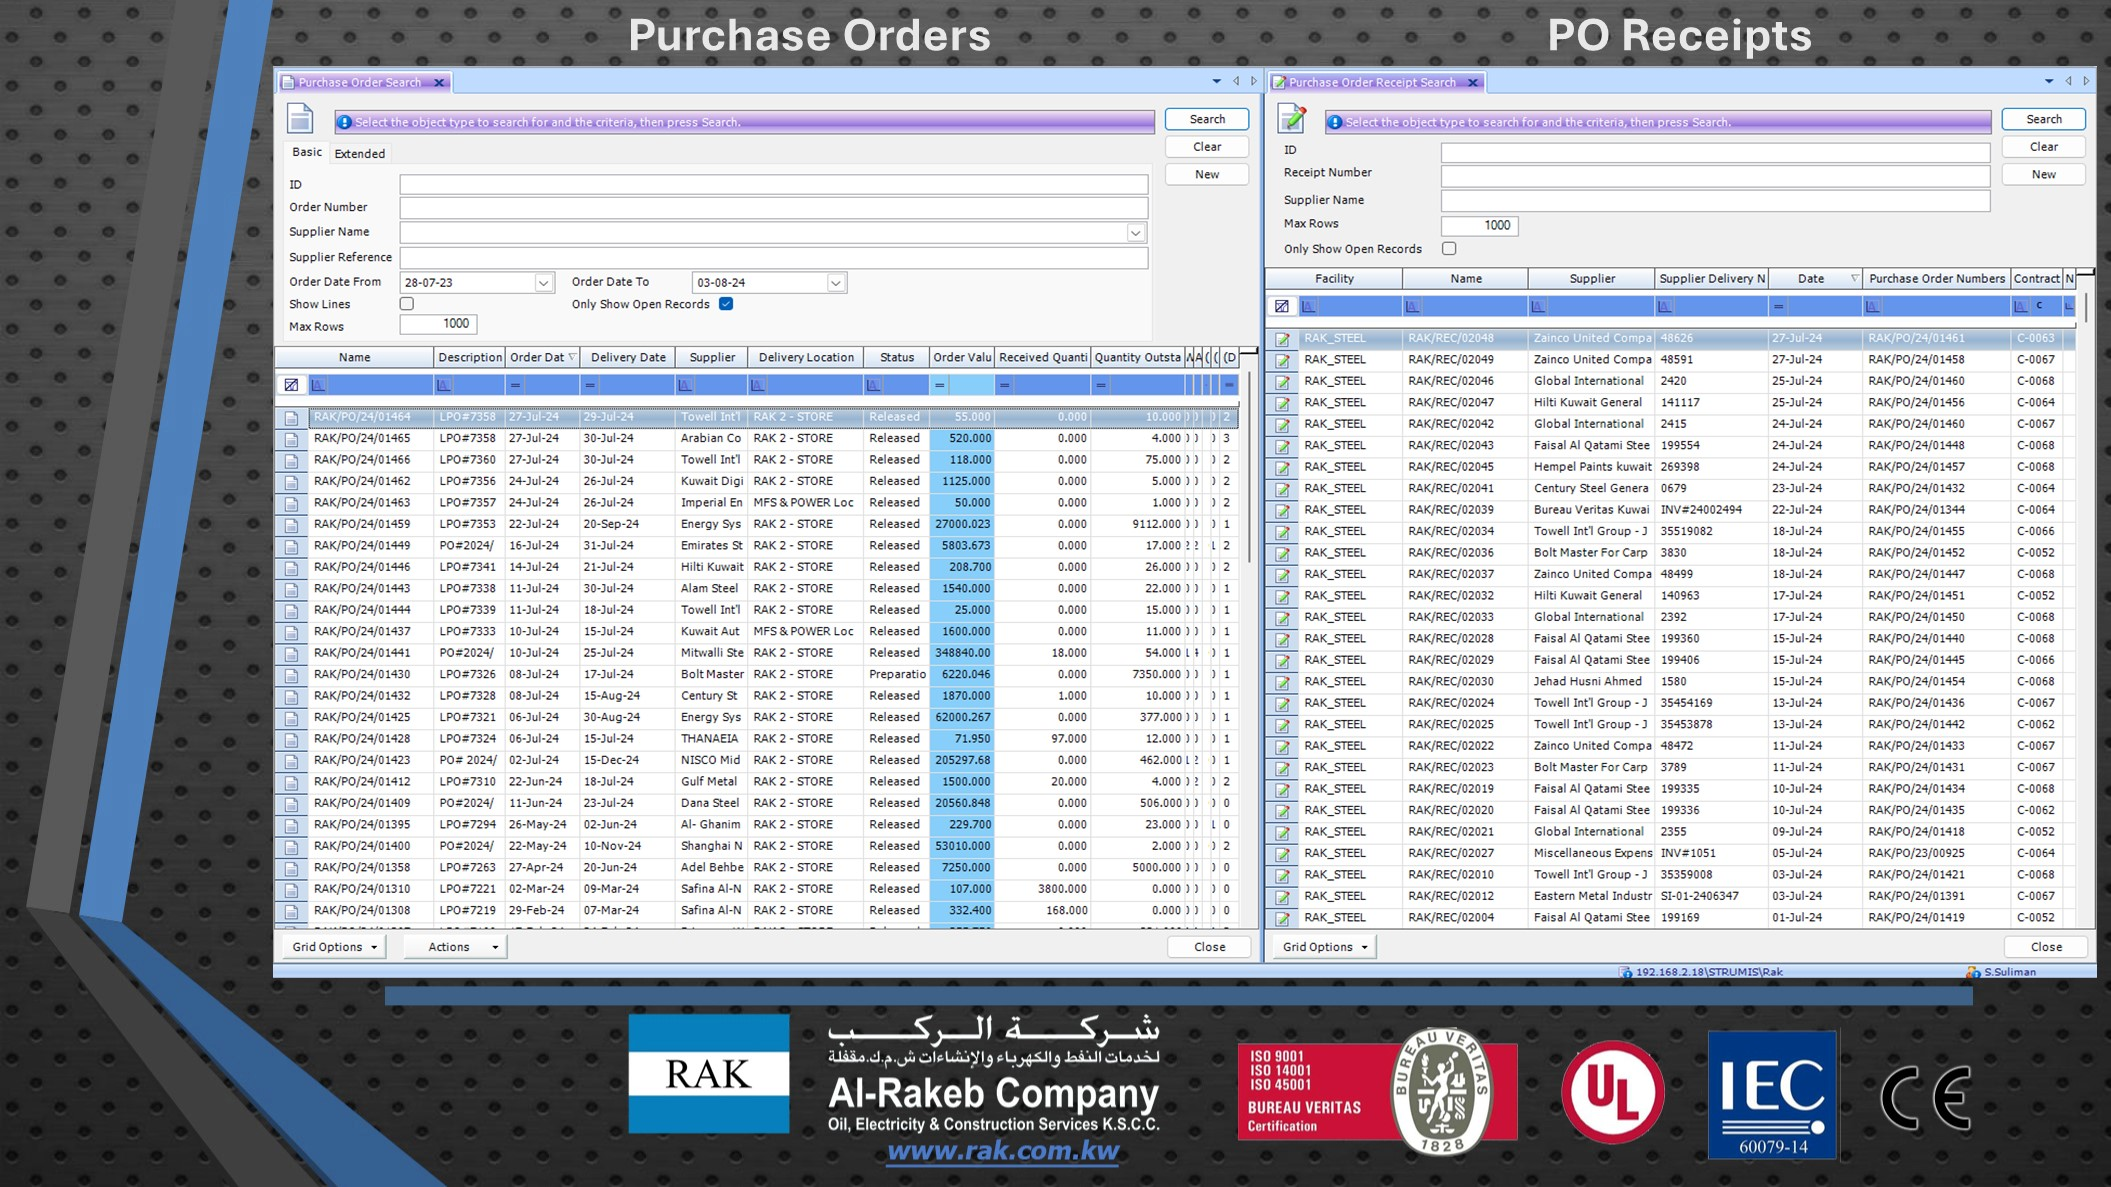 Purchase Orders
PO Receipts
Purchase Order Search
Select the object type to search for and the criteria, then press Search.
Search
Clear
New
Basic Extended
ID
Order Number
Supplier Name
Supplier Reference
Order Date From 28-07-23 Order Date To 03-08-24
Show Lines Only Show Open Records
Max Rows 1000
Name Description Order Dat Delivery Date Supplier Delivery Location Status Order Valu Received Quanti Quantity Outsta
RAK/PO/24/01464 LPO#7358 27-Jul-24 29-Jul-24 Towell Int'l RAK 2 - STORE Released 55.000 0.000 10.000 2
RAK/PO/24/01465 LPO#7358 27-Jul-24 30-Jul-24 Arabian Co RAK 2 - STORE Released 520.000 0.000 4.000 3
RAK/PO/24/01466 LPO#7360 27-Jul-24 30-Jul-24 Towell Int'l RAK 2 - STORE Released 118.000 0.000 75.000 2
RAK/PO/24/01462 LPO#7356 24-Jul-24 26-Jul-24 Kuwait Digi RAK 2 - STORE Released 1125.000 0.000 5.000 2
RAK/PO/24/01463 LPO#7357 24-Jul-24 26-Jul-24 Imperial En MFS & POWER Loc Released 50.000 0.000 1.000 2
RAK/PO/24/01459 LPO#7353 22-Jul-24 20-Sep-24 Energy Sys RAK 2 - STORE Released 27000.023 0.000 9112.000 1
RAK/PO/24/01449 PO#2024/ 16-Jul-24 31-Jul-24 Emirates St RAK 2 - STORE Released 5803.673 0.000 17.000 2
RAK/PO/24/01446 LPO#7341 14-Jul-24 21-Jul-24 Hilti Kuwait RAK 2 - STORE Released 208.700 0.000 26.000 2
RAK/PO/24/01443 LPO#7338 11-Jul-24 30-Jul-24 Alam Steel RAK 2 - STORE Released 1540.000 0.000 22.000 1
RAK/PO/24/01444 LPO#7339 11-Jul-24 18-Jul-24 Towell Int'l RAK 2 - STORE Released 25.000 0.000 15.000 1
RAK/PO/24/01437 LPO#7333 10-Jul-24 15-Jul-24 Kuwait Aut MFS & POWER Loc Released 1600.000 0.000 11.000 1
RAK/PO/24/01441 PO#2024/ 10-Jul-24 25-Jul-24 Mitwalli Ste RAK 2 - STORE Released 348840.00 18.000 54.000 1
RAK/PO/24/01430 LPO#7326 08-Jul-24 17-Jul-24 Bolt Master RAK 2 - STORE Preparatio 6220.046 0.000 7350.000 1
RAK/PO/24/01432 LPO#7328 08-Jul-24 15-Aug-24 Century St RAK 2 - STORE Released 1870.000 1.000 10.000 1
RAK/PO/24/01425 LPO#7321 06-Jul-24 30-Aug-24 Energy Sys RAK 2 - STORE Released 62000.267 0.000 377.000 1
RAK/PO/24/01428 LPO#7324 06-Jul-24 15-Jul-24 THANAEIA RAK 2 - STORE Released 71.950 97.000 12.000 1
RAK/PO/24/01423 PO# 2024/ 02-Jul-24 15-Dec-24 NISCO Mid RAK 2 - STORE Released 205297.68 0.000 462.000 1
RAK/PO/24/01412 LPO#7310 22-Jun-24 18-Jul-24 Gulf Metal RAK 2 - STORE Released 1500.000 20.000 4.000 2
RAK/PO/24/01409 PO#2024/ 11-Jun-24 23-Jul-24 Dana Steel RAK 2 - STORE Released 20560.848 0.000 506.000 0
RAK/PO/24/01395 LPO#7294 26-May-24 02-Jun-24 Al- Ghanim RAK 2 - STORE Released 229.700 0.000 23.000 0
RAK/PO/24/01400 PO#2024/ 22-May-24 10-Nov-24 Shanghai N RAK 2 - STORE Released 53010.000 0.000 2.000 2
RAK/PO/24/01358 LPO#7263 27-Apr-24 20-Jun-24 Adel Behbe RAK 2 - STORE Released 7250.000 0.000 5000.000 0
RAK/PO/24/01310 LPO#7221 02-Mar-24 09-Mar-24 Safina Al-N RAK 2 - STORE Released 107.000 3800.000 0.000 0
RAK/PO/24/01308 LPO#7219 29-Feb-24 07-Mar-24 Safina Al-N RAK 2 - STORE Released 332.400 168.000 0.000 0
Grid Options Actions Close
Purchase Order Receipt Search
Select the object type to search for and the criteria, then press Search.
Search
Clear
New
ID
Receipt Number
Supplier Name
Max Rows 1000
Only Show Open Records
Facility Name Supplier Supplier Delivery N Date Purchase Order Numbers Contract N
RAK_STEEL RAK/REC/02048 Zainco United Compa 48626 27-Jul-24 RAK/PO/24/01461 C-0063
RAK_STEEL RAK/REC/02049 Zainco United Compa 48591 27-Jul-24 RAK/PO/24/01458 C-0067
RAK_STEEL RAK/REC/02046 Global International 2420 25-Jul-24 RAK/PO/24/01460 C-0068
RAK_STEEL RAK/REC/02047 Hilti Kuwait General 141117 25-Jul-24 RAK/PO/24/01456 C-0064
RAK_STEEL RAK/REC/02042 Global International 2415 24-Jul-24 RAK/PO/24/01460 C-0067
RAK_STEEL RAK/REC/02043 Faisal Al Qatami Stee 199554 24-Jul-24 RAK/PO/24/01448 C-0068
RAK_STEEL RAK/REC/02045 Hempel Paints kuwait 269398 24-Jul-24 RAK/PO/24/01457 C-0068
RAK_STEEL RAK/REC/02041 Century Steel Genera 0679 23-Jul-24 RAK/PO/24/01432 C-0064
RAK_STEEL RAK/REC/02039 Bureau Veritas Kuwai INV#24002494 22-Jul-24 RAK/PO/24/01344 C-0064
RAK_STEEL RAK/REC/02034 Towell Int'l Group - J 35519082 18-Jul-24 RAK/PO/24/01455 C-0066
RAK_STEEL RAK/REC/02036 Bolt Master For Carp 3830 18-Jul-24 RAK/PO/24/01452 C-0052
RAK_STEEL RAK/REC/02037 Zainco United Compa 48499 18-Jul-24 RAK/PO/24/01447 C-0068
RAK_STEEL RAK/REC/02032 Hilti Kuwait General 140963 17-Jul-24 RAK/PO/24/01451 C-0052
RAK_STEEL RAK/REC/02033 Global International 2392 17-Jul-24 RAK/PO/24/01450 C-0068
RAK_STEEL RAK/REC/02028 Faisal Al Qatami Stee 199360 15-Jul-24 RAK/PO/24/01440 C-0068
RAK_STEEL RAK/REC/02029 Faisal Al Qatami Stee 199406 15-Jul-24 RAK/PO/24/01445 C-0066
RAK_STEEL RAK/REC/02030 Jehad Husni Ahmed 1580 15-Jul-24 RAK/PO/24/01454 C-0068
RAK_STEEL RAK/REC/02024 Towell Int'l Group - J 35454169 13-Jul-24 RAK/PO/24/01436 C-0067
RAK_STEEL RAK/REC/02025 Towell Int'l Group - J 35453878 13-Jul-24 RAK/PO/24/01442 C-0062
RAK_STEEL RAK/REC/02022 Zainco United Compa 48472 11-Jul-24 RAK/PO/24/01433 C-0067
RAK_STEEL RAK/REC/02023 Bolt Master For Carp 3789 11-Jul-24 RAK/PO/24/01431 C-0067
RAK_STEEL RAK/REC/02019 Faisal Al Qatami Stee 199335 10-Jul-24 RAK/PO/24/01434 C-0068
RAK_STEEL RAK/REC/02020 Faisal Al Qatami Stee 199336 10-Jul-24 RAK/PO/24/01435 C-0062
RAK_STEEL RAK/REC/02021 Global International 2355 09-Jul-24 RAK/PO/24/01418 C-0052
RAK_STEEL RAK/REC/02027 Miscellaneous Expens INV#1051 05-Jul-24 RAK/PO/23/00925 C-0064
RAK_STEEL RAK/REC/02010 Towell Int'l Group - J 35359008 03-Jul-24 RAK/PO/24/01421 C-0068
RAK_STEEL RAK/REC/02012 Eastern Metal Industr SI-01-2406347 03-Jul-24 RAK/PO/24/01391 C-0067
RAK_STEEL RAK/REC/02004 Faisal Al Qatami Stee 199169 01-Jul-24 RAK/PO/24/01419 C-0052
Grid Options Close
192.168.2.18\STRUMIS\Rak S.Suliman
RAK
شركة الركب
لخدمات النفط والكهرباء والإنشاءات ش.م.ك.مقفلة
Al-Rakeb Company
Oil, Electricity & Construction Services K.S.C.C.
www.rak.com.kw
ISO 9001
ISO 14001
ISO 45001
BUREAU VERITAS
Certification
BUREAU VERITAS
1828
UL
IEC
60079-14
CE